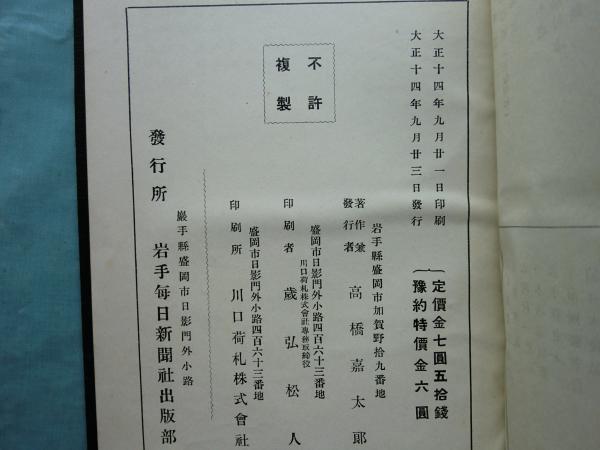 大正十四年九月廿一日印刷
大正十四年九月廿三日發行
定價金七圓五拾錢
豫約特價金六圓
不許
複製
岩手縣盛岡市加賀野拾九番地
著作兼
發行者
高橋嘉太郎
盛岡市日影門外小路四百六十三番地
川口荷札株式會社專務取締役
印刷者 歲弘松人
盛岡市日影門外小路四百六十三番地
印刷所 川口荷札株式會社
巖手縣盛岡市日影門外小路
發行所 岩手每日新聞社出版部